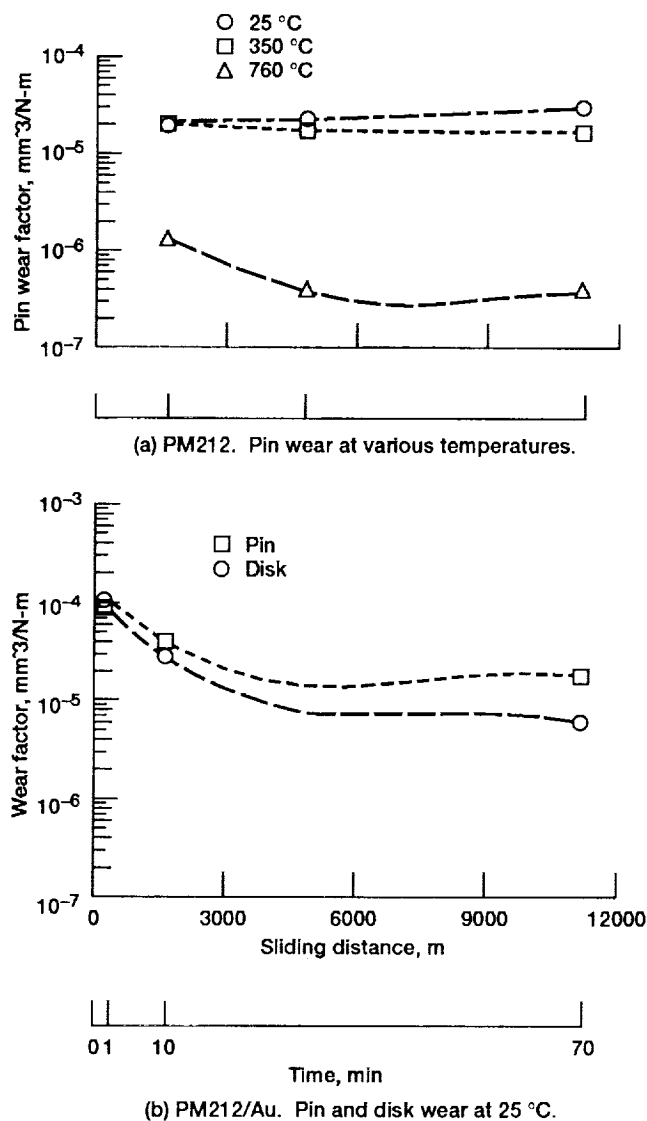 25 °C
350 °C
760 °C
10⁻⁴
10⁻⁵
10⁻⁶
10⁻⁷
Pin wear factor, mm^3/N-m
(a) PM212. Pin wear at various temperatures.
10⁻³
10⁻⁴
10⁻⁵
10⁻⁶
10⁻⁷
Wear factor, mm^3/N-m
Pin
Disk
0 3000 6000 9000 12000
Sliding distance, m
0 1 10 70
Time, min
(b) PM212/Au. Pin and disk wear at 25 °C.